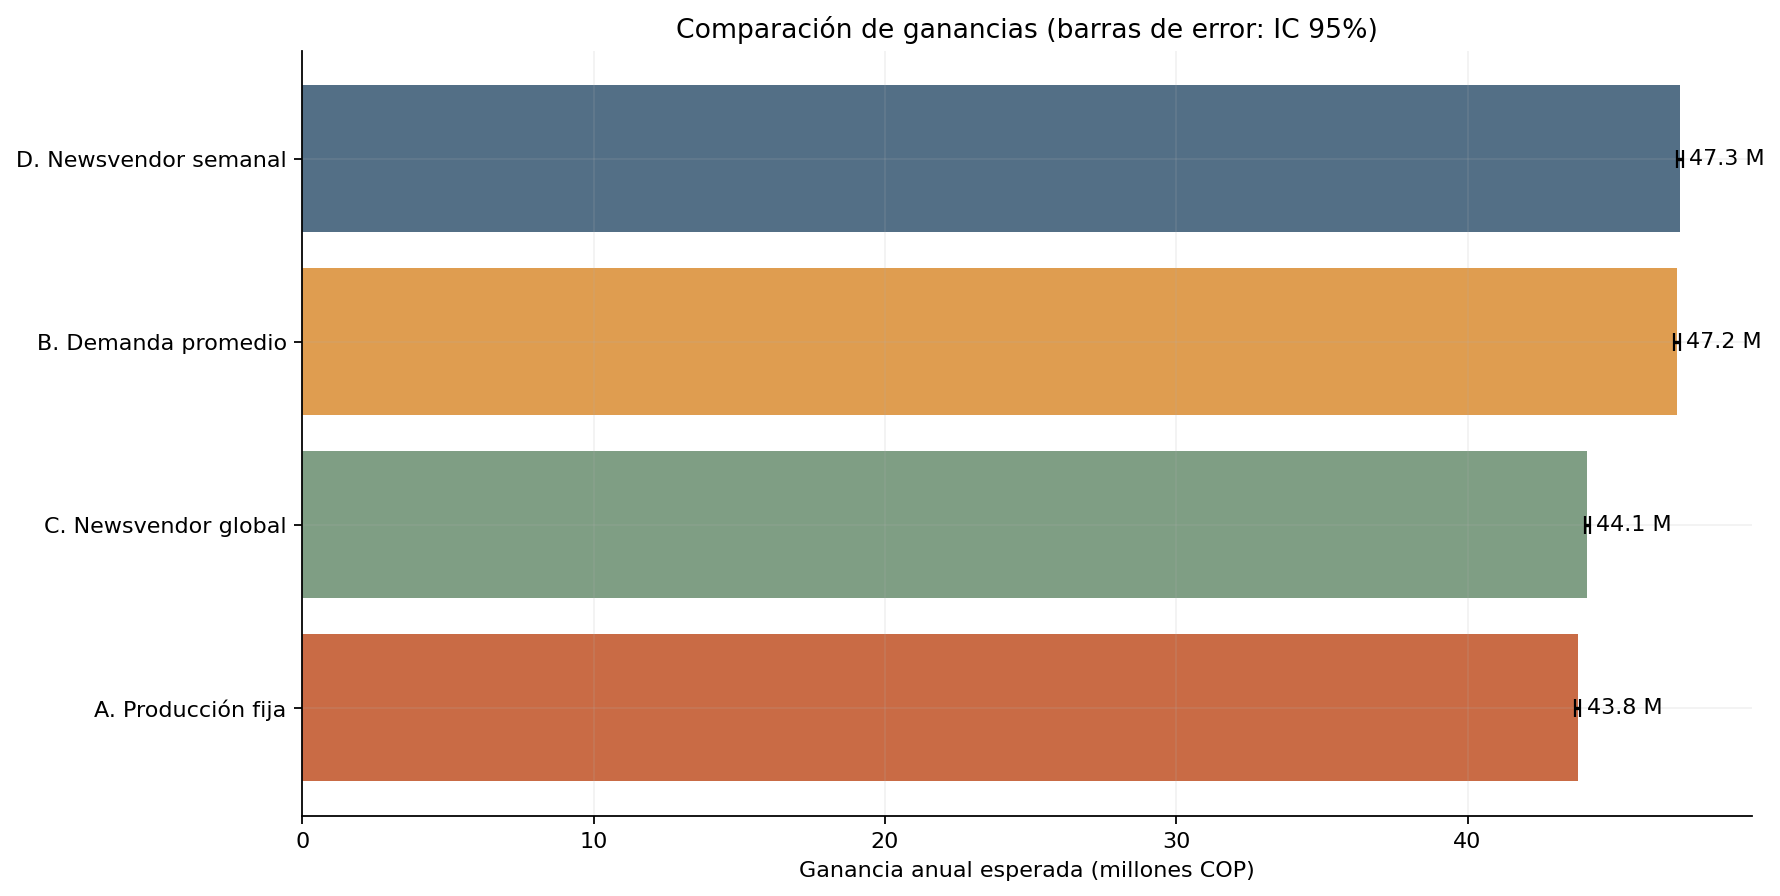 Comparación de ganancias (barras de error: IC 95%)
D. Newsvendor semanal
47.3 M
B. Demanda promedio
47.2 M
C. Newsvendor global
44.1 M
A. Producción fija
43.8 M
0 10 20 30 40
Ganancia anual esperada (millones COP)